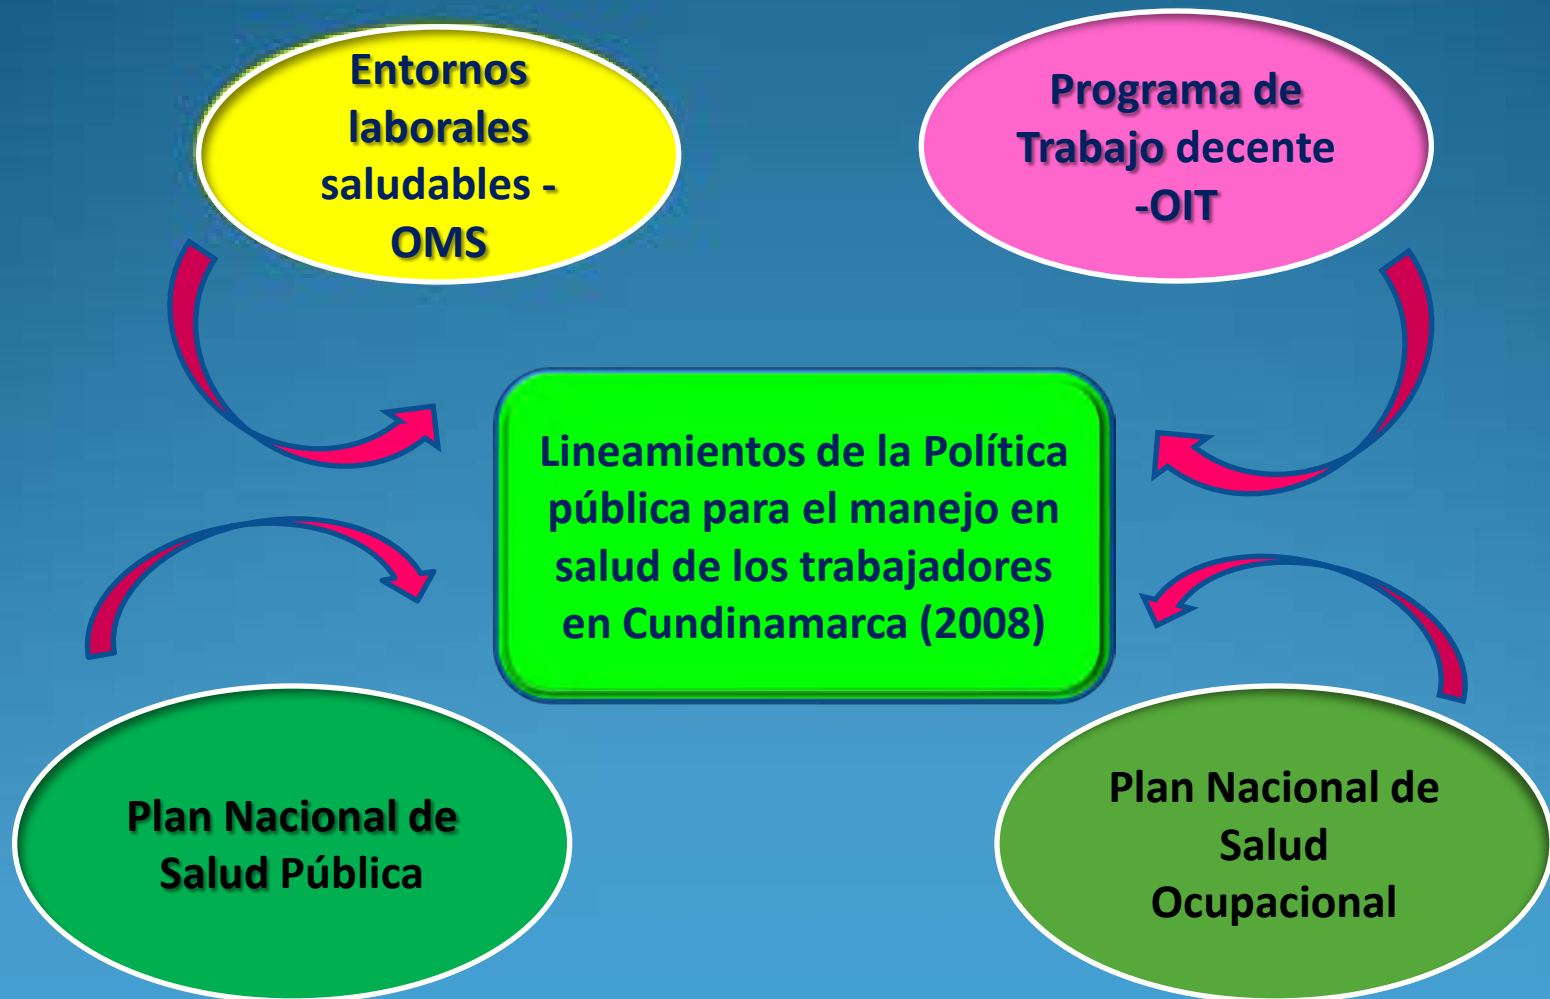 Entornos
laborales
saludables -
OMS
Programa de
Trabajo decente
-OIT
Lineamientos de la Política
pública para el manejo en
salud de los trabajadores
en Cundinamarca (2008)
Plan Nacional de
Salud Pública
Plan Nacional de
Salud
Ocupacional